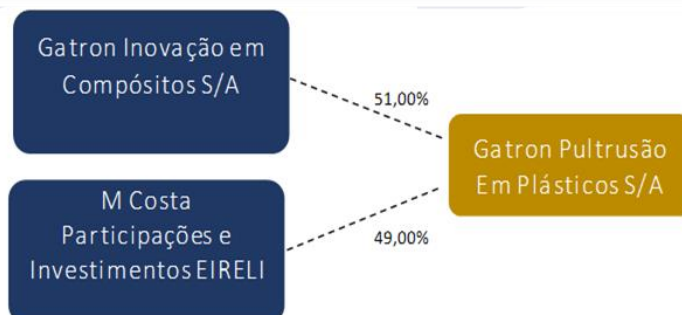 Gatron Inovação em
Compósitos S/A
51,00%
Gatron Pultrusão
Em Plásticos S/A
M Costa
Participações e
Investimentos EIRELI
49,00%